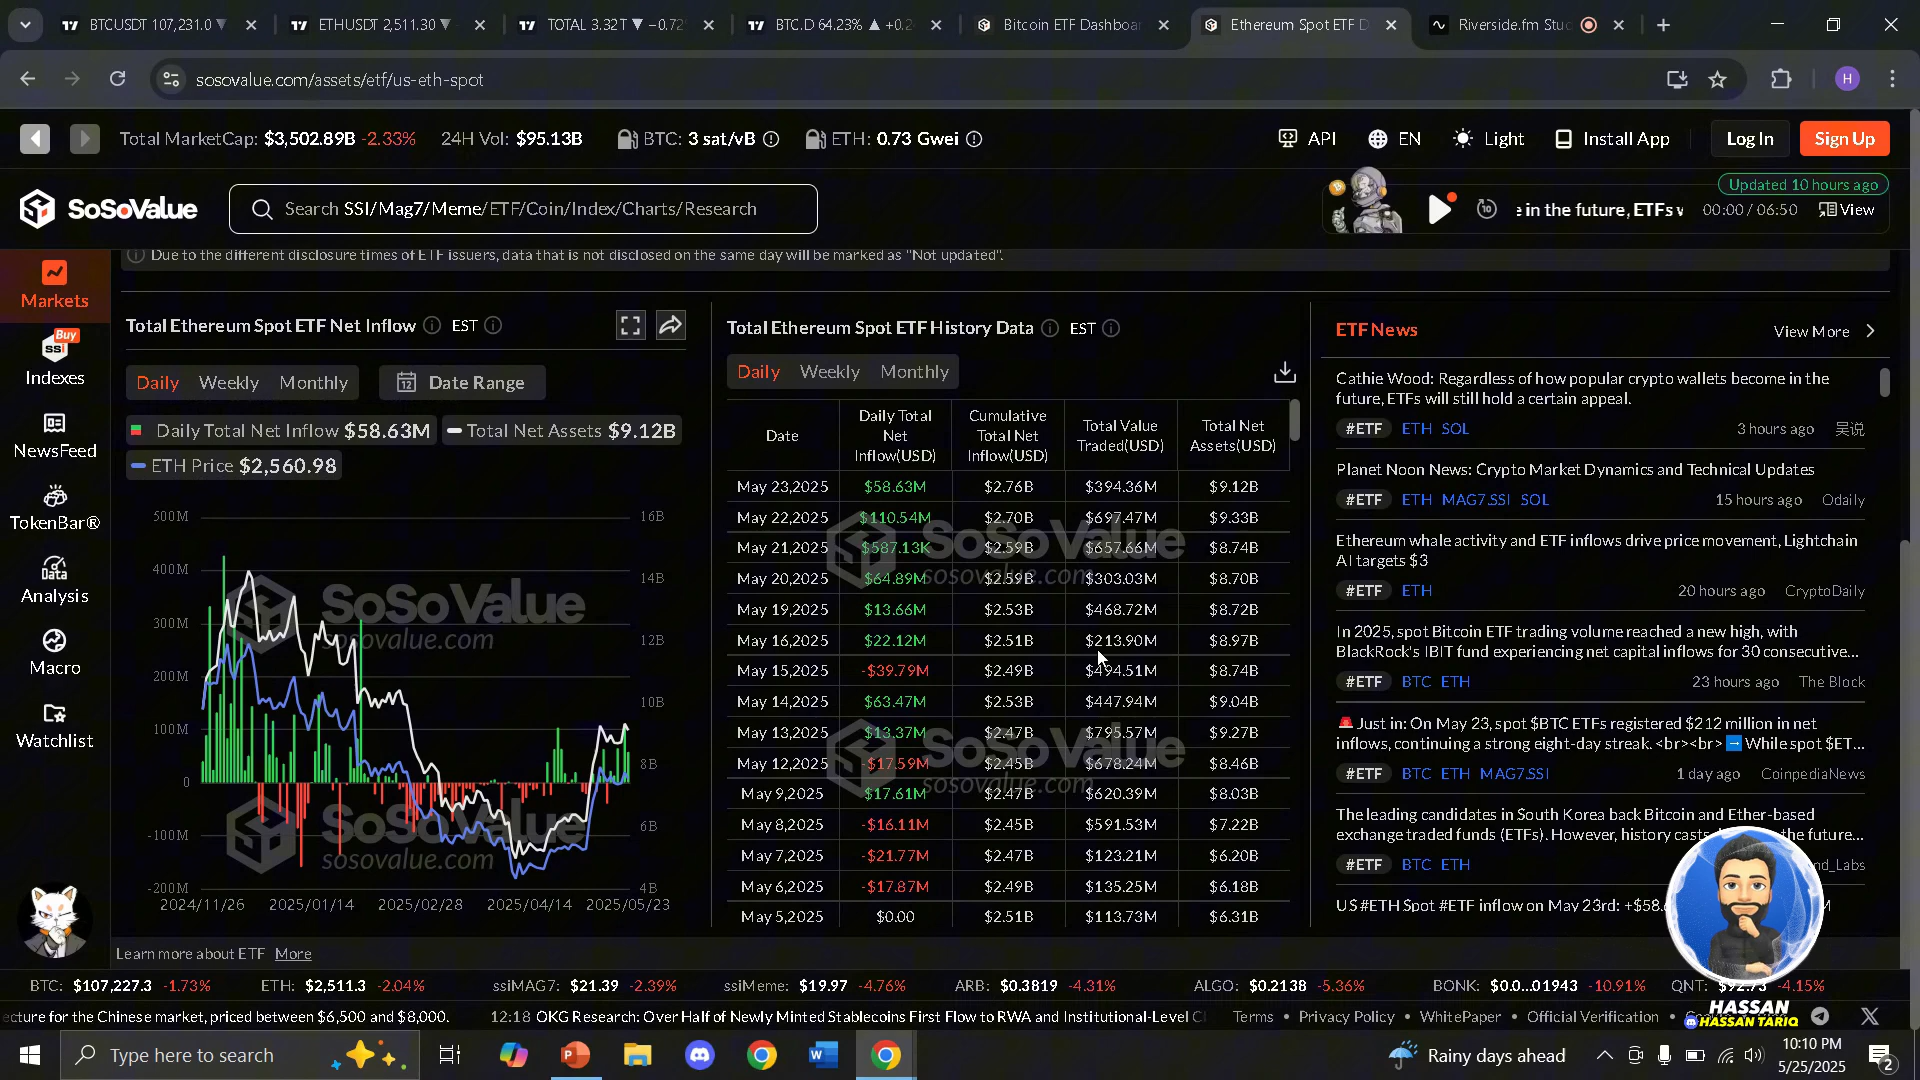 BTCUSDT 107,231.0 ▼
ETHUSDT 2,511.30 ▼
TOTAL 3.32T ▼ −0.72
BTC.D 64.23% ▲ +0.2
Bitcoin ETF Dashboar
Ethereum Spot ETF D
Riverside.fm Stu
sosovalue.com/assets/etf/us-eth-spot
H
Total MarketCap: $3,502.89B -2.33% 24H Vol: $95.13B BTC: 3 sat/vB ETH: 0.73 Gwei
API EN Light Install App Log In Sign Up
SoSoValue
Search SSI/Mag7/Meme/ETF/Coin/Index/Charts/Research
Updated 10 hours ago
10 e in the future, ETFs 00:00 / 06:50 View
Due to the different disclosure times of ETF issuers, data that is not disclosed on the same day will be marked as "Not updated".
Markets
Buy
SSI
Indexes
NewsFeed
TokenBar®
Analysis
Macro
Watchlist
Total Ethereum Spot ETF Net Inflow EST
Daily Weekly Monthly 12 Date Range
Daily Total Net Inflow $58.63M Total Net Assets $9.12B
ETH Price $2,560.98
500M 16B
400M 14B
300M 12B
200M 10B
100M
0 8B
-100M 6B
-200M 4B
2024/11/26 2025/01/14 2025/02/28 2025/04/14 2025/05/23
SoSoValue
sosovalue.com
SoSoValue
sosovalue.com
Total Ethereum Spot ETF History Data EST
Daily Weekly Monthly
Date Daily Total Net Inflow(USD) Cumulative Total Net Inflow(USD) Total Value Traded(USD) Total Net Assets(USD)
May 23,2025 $58.63M $2.76B $394.36M $9.12B
May 22,2025 $110.54M $2.70B $697.47M $9.33B
May 21,2025 $587.13K $2.59B $657.66M $8.74B
May 20,2025 $64.89M $2.59B $303.03M $8.70B
May 19,2025 $13.66M $2.53B $468.72M $8.72B
May 16,2025 $22.12M $2.51B $213.90M $8.97B
May 15,2025 -$39.79M $2.49B $494.51M $8.74B
May 14,2025 $63.47M $2.53B $447.94M $9.04B
May 13,2025 $13.37M $2.47B $795.57M $9.27B
May 12,2025 -$17.59M $2.45B $678.24M $8.46B
May 9,2025 $17.61M $2.47B $620.39M $8.03B
May 8,2025 -$16.11M $2.45B $591.53M $7.22B
May 7,2025 -$21.77M $2.47B $123.21M $6.20B
May 6,2025 -$17.87M $2.49B $135.25M $6.18B
May 5,2025 $0.00 $2.51B $113.73M $6.31B
SoSoValue
sosovalue.com
SoSoValue
sosovalue.com
ETF News View More
Cathie Wood: Regardless of how popular crypto wallets become in the
future, ETFs will still hold a certain appeal.
#ETF ETH SOL 3 hours ago 吴说
Planet Noon News: Crypto Market Dynamics and Technical Updates
#ETF ETH MAG7.SSI SOL 15 hours ago Odaily
Ethereum whale activity and ETF inflows drive price movement, Lightchain
AI targets $3
#ETF ETH 20 hours ago CryptoDaily
In 2025, spot Bitcoin ETF trading volume reached a new high, with
BlackRock's IBIT fund experiencing net capital inflows for 30 consecutive...
#ETF BTC ETH 23 hours ago The Block
🚨Just in: On May 23, spot $BTC ETFs registered $212 million in net
inflows, continuing a strong eight-day streak. <br><br> ➡️ While spot $ET...
#ETF BTC ETH MAG7.SSI 1 day ago CoinpediaNews
The leading candidates in South Korea back Bitcoin and Ether-based
exchange traded funds (ETFs). However, history casts the future...
#ETF BTC ETH nd_Labs
US #ETH Spot #ETF inflow on May 23rd: +$58.6 M
HASSAN
HASSAN TARIQ
Learn more about ETF More
BTC: $107,227.3 -1.73% ETH: $2,511.3 -2.04% ssiMAG7: $21.39 -2.39% ssiMeme: $19.97 -4.76% ARB: $0.3819 -4.31% ALGO: $0.2138 -5.36% BONK: $0.0...01943 -10.91% QNT: $92.73 -4.15%
cture for the Chinese market, priced between $6,500 and $8,000. 12:18 OKG Research: Over Half of Newly Minted Stablecoins First Flow to RWA and Institutional-Level C Terms • Privacy Policy • WhitePaper • Official Verification •
Type here to search
Rainy days ahead
10:10 PM
5/25/2025
2